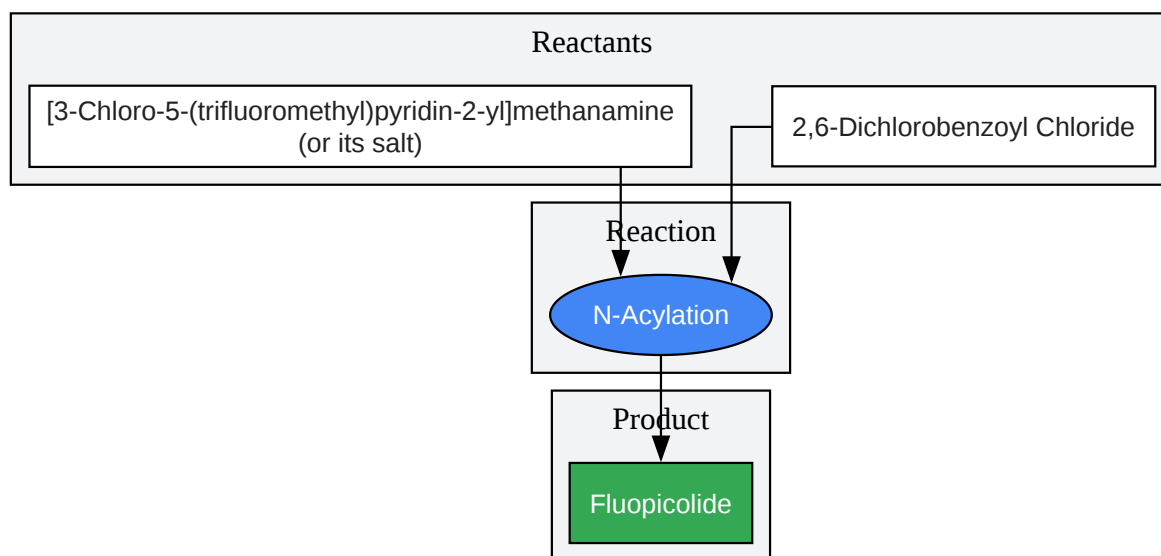 Reactants
[3-Chloro-5-(trifluoromethyl)pyridin-2-yl]methanamine
(or its salt)
2,6-Dichlorobenzoyl Chloride
Reaction
N-Acylation
Product
Fluopicolide